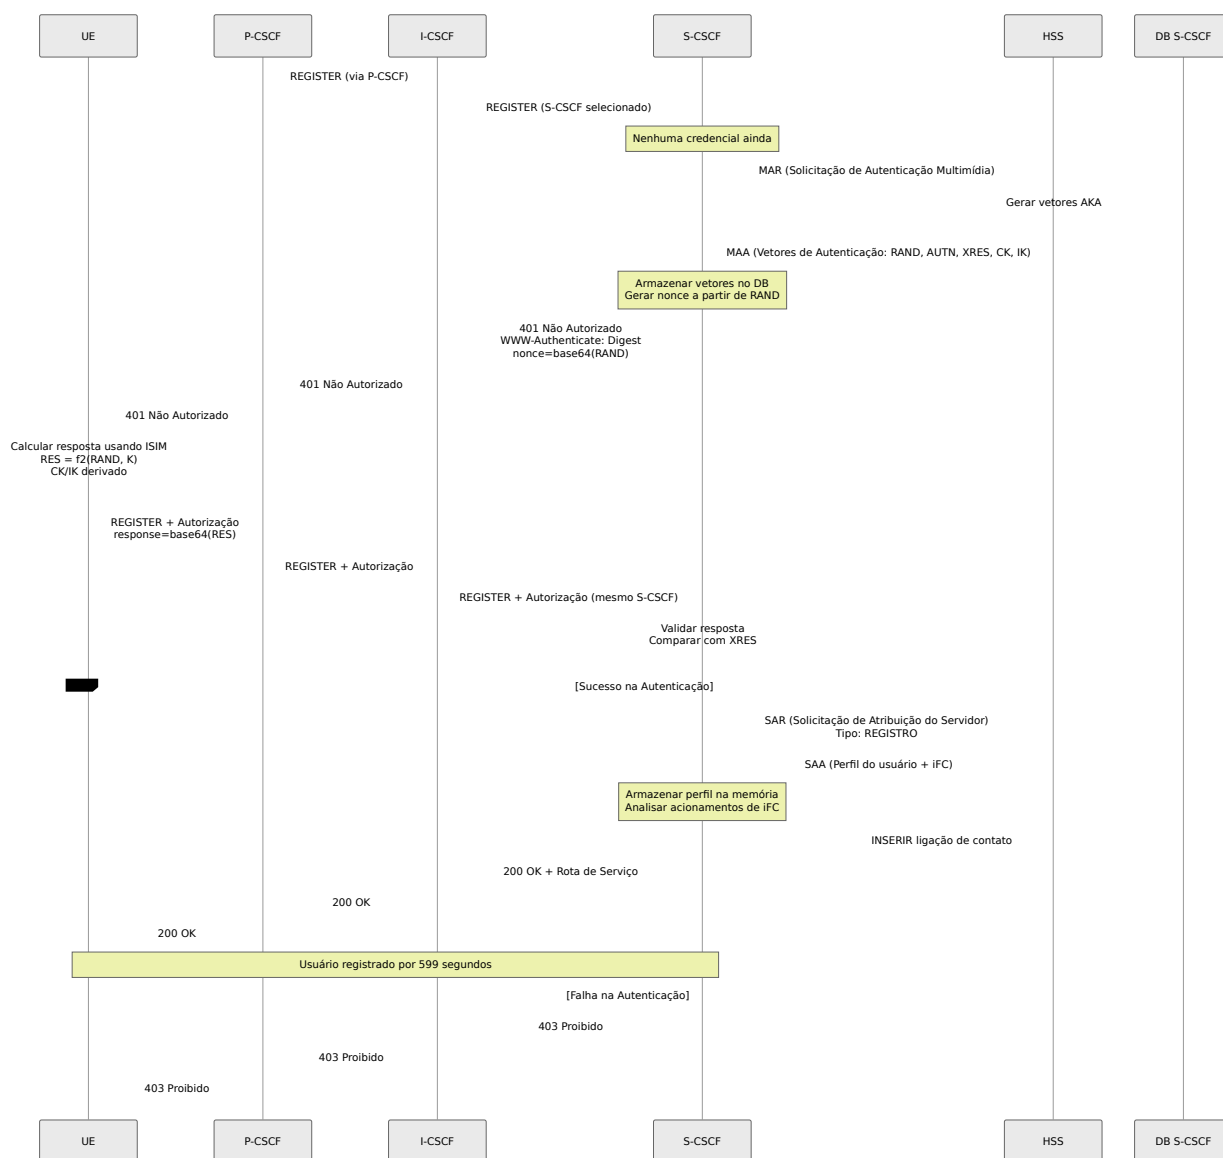 UE
P-CSCF
I-CSCF
S-CSCF
HSS
DB S-CSCF
REGISTER (via P-CSCF)
REGISTER (S-CSCF selecionado)
Nenhuma credencial ainda
MAR (Solicitação de Autenticação Multimídia)
Gerar vetores AKA
MAA (Vetores de Autenticação: RAND, AUTN, XRES, CK, IK)
Armazenar vetores no DB
Gerar nonce a partir de RAND
401 Não Autorizado
WWW-Authenticate: Digest
nonce=base64(RAND)
401 Não Autorizado
401 Não Autorizado
Calcular resposta usando ISIM
RES = f2(RAND, K)
CK/IK derivado
REGISTER + Autorização
response=base64(RES)
REGISTER + Autorização
REGISTER + Autorização (mesmo S-CSCF)
Validar resposta
Comparar com XRES
[Sucesso na Autenticação]
SAR (Solicitação de Atribuição do Servidor)
Tipo: REGISTRO
SAA (Perfil do usuário + iFC)
Armazenar perfil na memória
Analisar acionamentos de iFC
INSERIR ligação de contato
200 OK + Rota de Serviço
200 OK
200 OK
Usuário registrado por 599 segundos
[Falha na Autenticação]
403 Proibido
403 Proibido
403 Proibido
UE
P-CSCF
I-CSCF
S-CSCF
HSS
DB S-CSCF